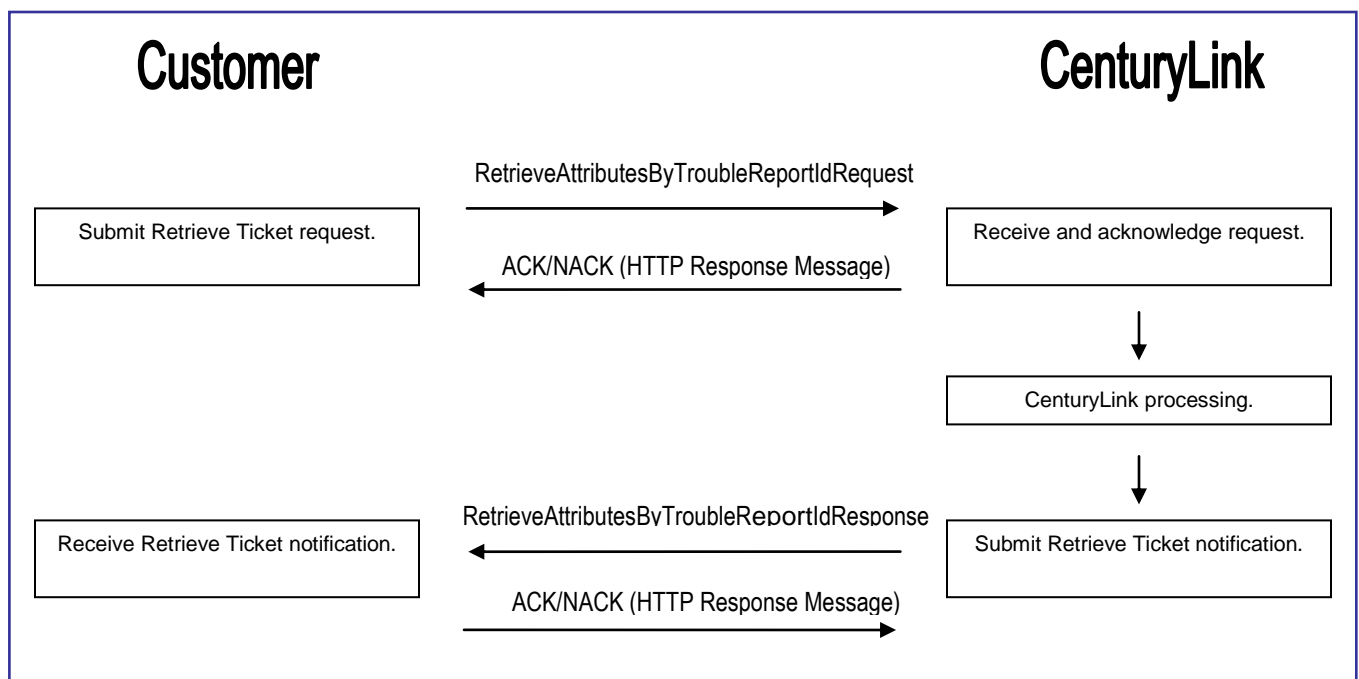 Customer
CenturyLink
RetrieveAttributesByTroubleReportIdRequest
Submit Retrieve Ticket request.
Receive and acknowledge request.
ACK/NACK (HTTP Response Message)
CenturyLink processing.
RetrieveAttributesByTroubleReportIdResponse
Receive Retrieve Ticket notification.
Submit Retrieve Ticket notification.
ACK/NACK (HTTP Response Message)